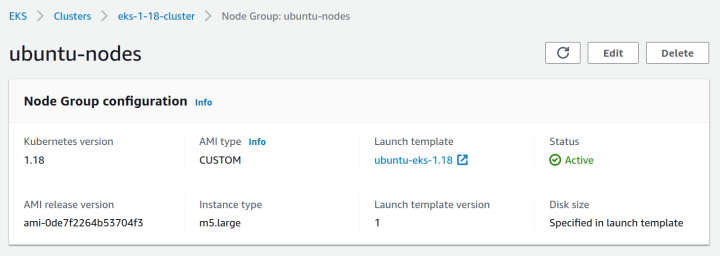 EKS > Clusters > eks-1-18-cluster > Node Group: ubuntu-nodes
ubuntu-nodes
Edit
Delete
Node Group configuration Info
Kubernetes version
1.18
AMI type Info
CUSTOM
Launch template
ubuntu-eks-1.18
Status
Active
AMI release version
ami-0de7f2264b53704f3
Instance type
m5.large
Launch template version
1
Disk size
Specified in launch template